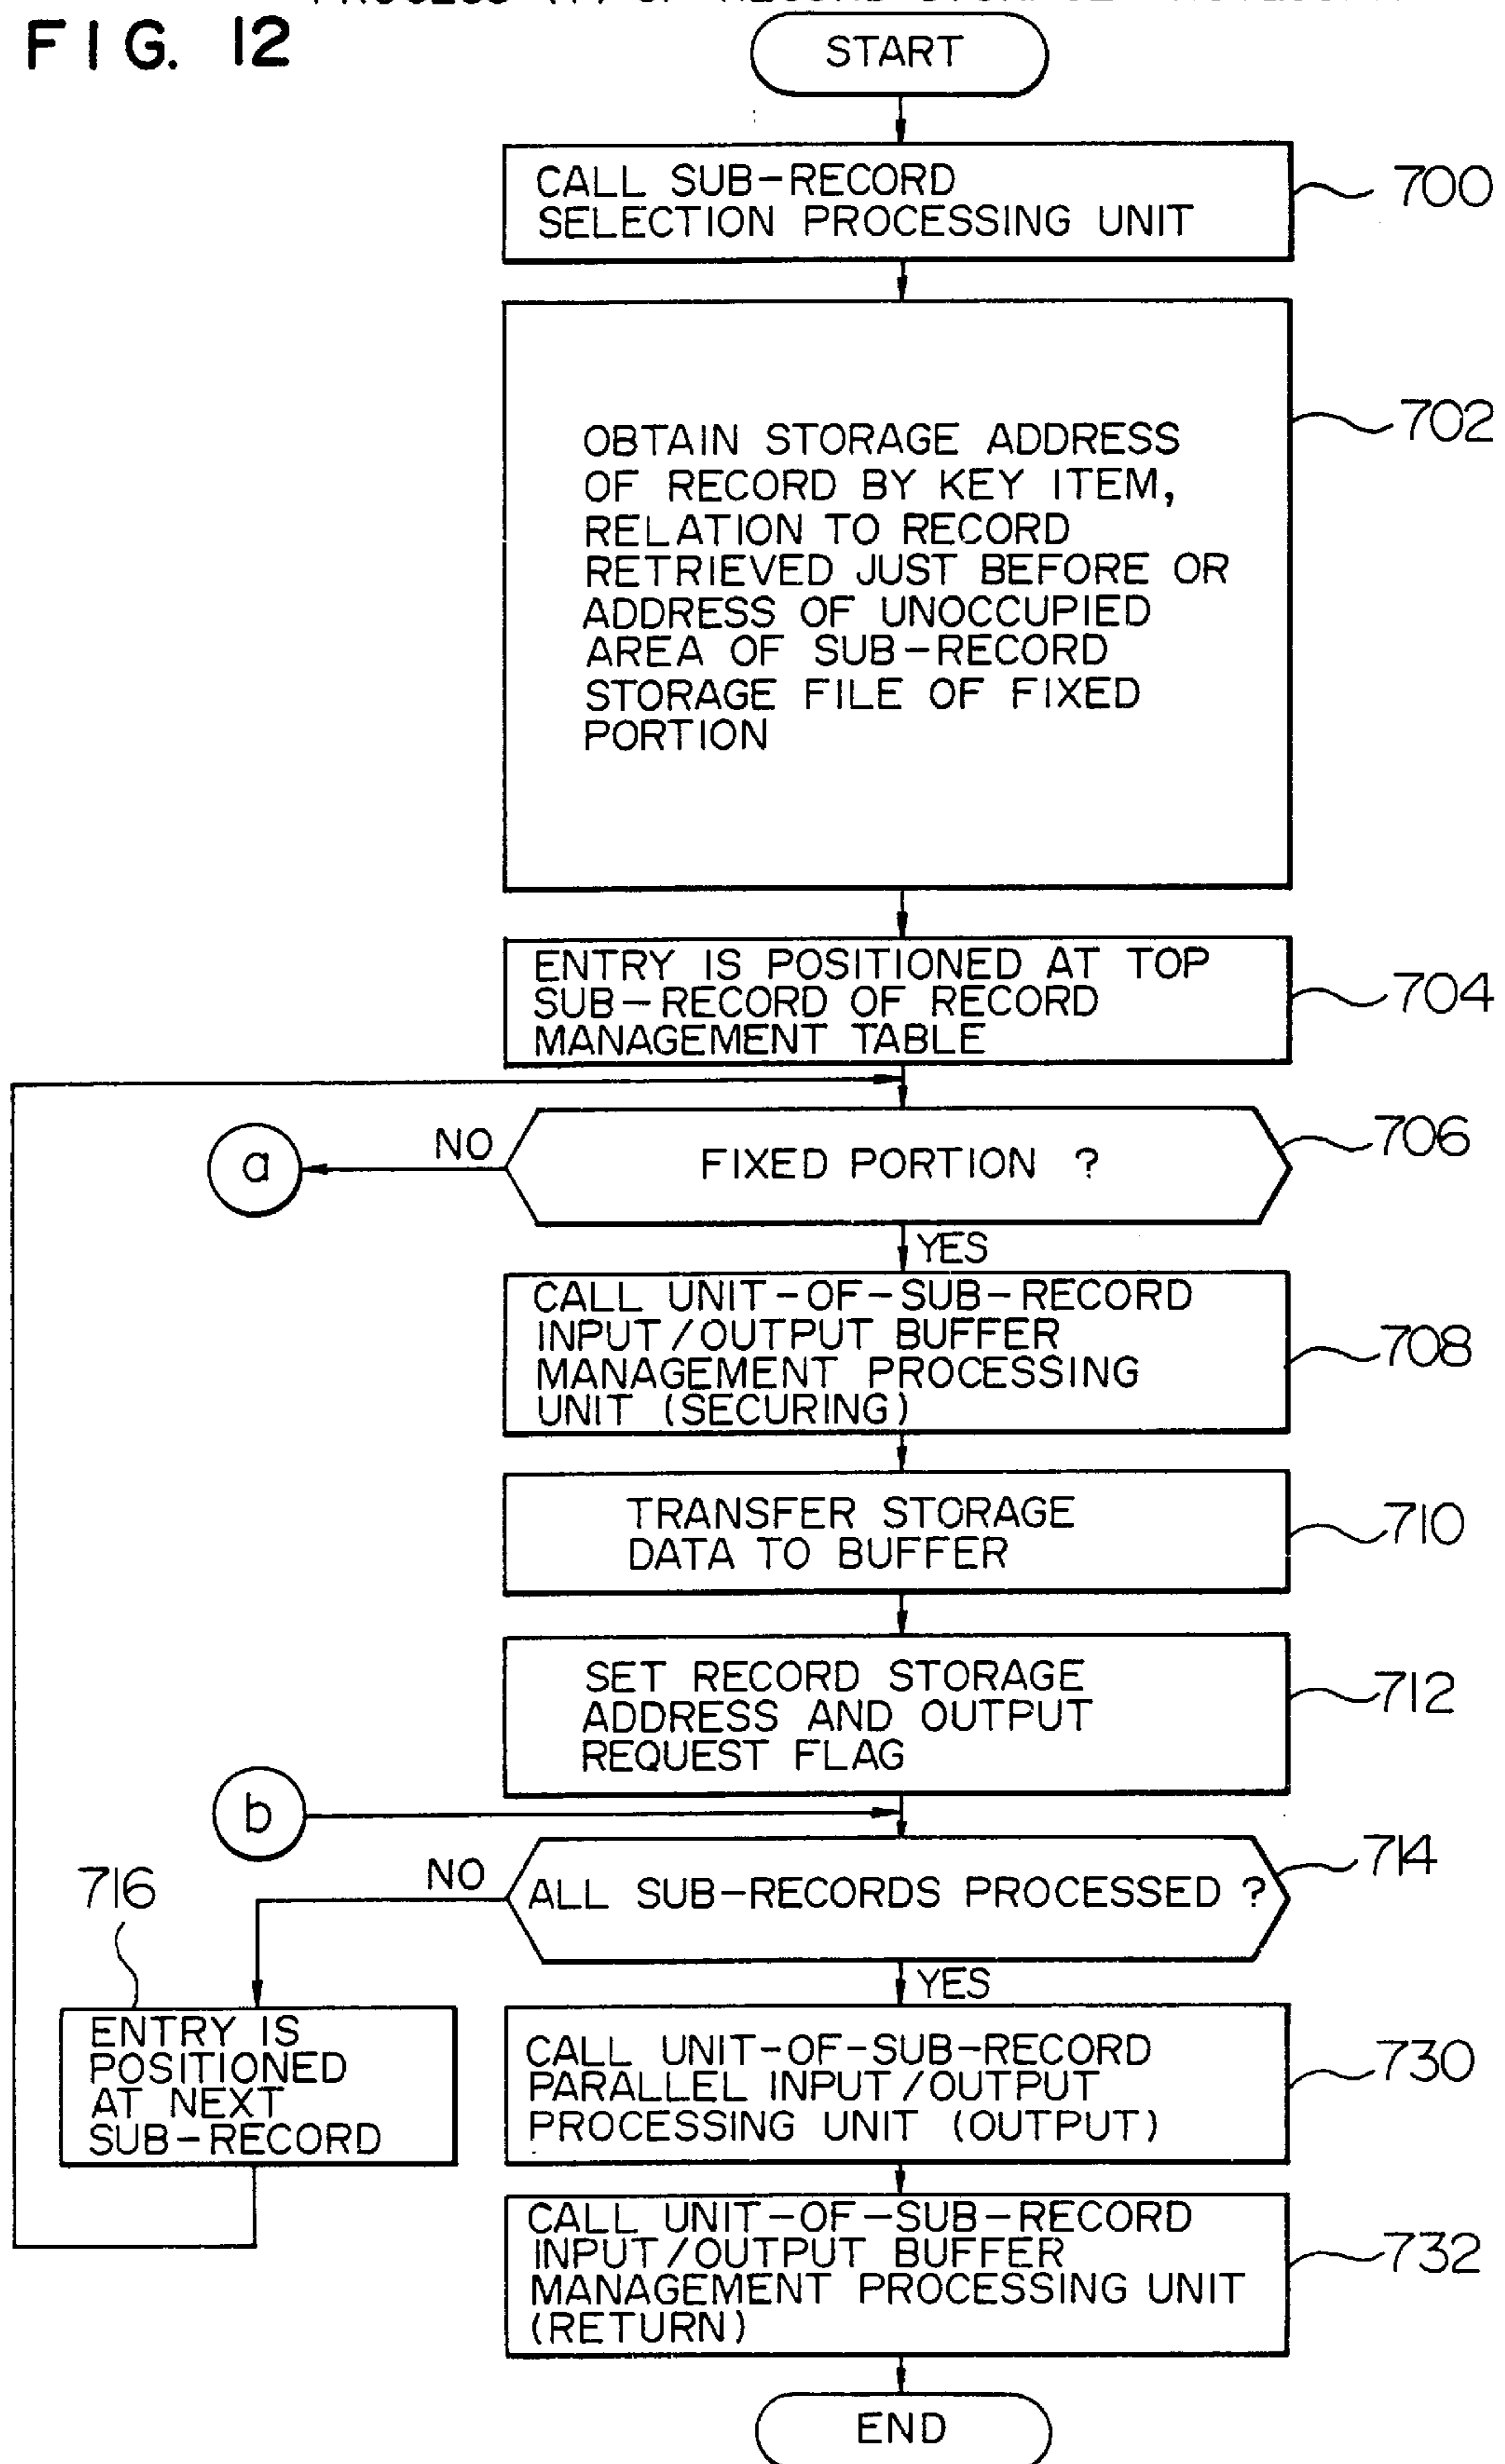 FIG. 12
START
CALL SUB-RECORD
SELECTION PROCESSING UNIT
700
OBTAIN STORAGE ADDRESS
OF RECORD BY KEY ITEM,
RELATION TO RECORD
RETRIEVED JUST BEFORE OR
ADDRESS OF UNOCCUPIED
AREA OF SUB-RECORD
STORAGE FILE OF FIXED
PORTION
702
ENTRY IS POSITIONED AT TOP
SUB-RECORD OF RECORD
MANAGEMENT TABLE
704
a
NO
FIXED PORTION ?
706
YES
CALL UNIT-OF-SUB-RECORD
INPUT/OUTPUT BUFFER
MANAGEMENT PROCESSING
UNIT (SECURING)
708
TRANSFER STORAGE
DATA TO BUFFER
710
SET RECORD STORAGE
ADDRESS AND OUTPUT
REQUEST FLAG
712
b
NO
ALL SUB-RECORDS PROCESSED ?
714
716
ENTRY IS
POSITIONED
AT NEXT
SUB-RECORD
YES
CALL UNIT-OF-SUB-RECORD
PARALLEL INPUT/OUTPUT
PROCESSING UNIT (OUTPUT)
730
CALL UNIT-OF-SUB-RECORD
INPUT/OUTPUT BUFFER
MANAGEMENT PROCESSING UNIT
(RETURN)
732
END